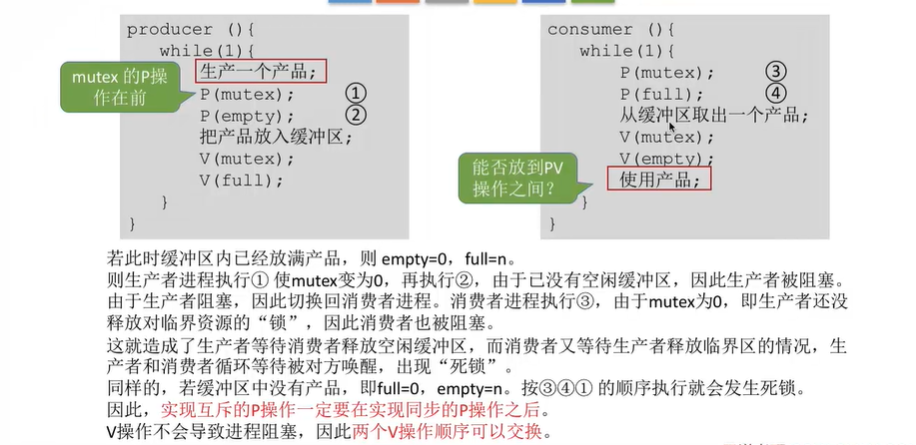 producer (){
while(1){
生产一个产品;
mutex 的P操
作在前
P(mutex); ①
P(empty); ②
把产品放入缓冲区;
V(mutex);
V(full);
}
}
consumer (){
while(1){
P(mutex); ③
P(full); ④
从缓冲区取出一个产品;
V(mutex);
V(empty);
能否放到PV
操作之间？
使用产品;
}
}
若此时缓冲区内已经放满产品，则 empty=0，full=n。
则生产者进程执行① 使mutex变为0，再执行②，由于已没有空闲缓冲区，因此生产者被阻塞。
由于生产者阻塞，因此切换回消费者进程。消费者进程执行③，由于mutex为0，即生产者还没
释放对临界资源的“锁”，因此消费者也被阻塞。
这就造成了生产者等待消费者释放空闲缓冲区，而消费者又等待生产者释放临界区的情况，生
产者和消费者循环等待被对方唤醒，出现“死锁”。
同样的，若缓冲区中没有产品，即full=0，empty=n。按③④① 的顺序执行就会发生死锁。
因此，实现互斥的P操作一定要在实现同步的P操作之后。
V操作不会导致进程阻塞，因此两个V操作顺序可以交换。